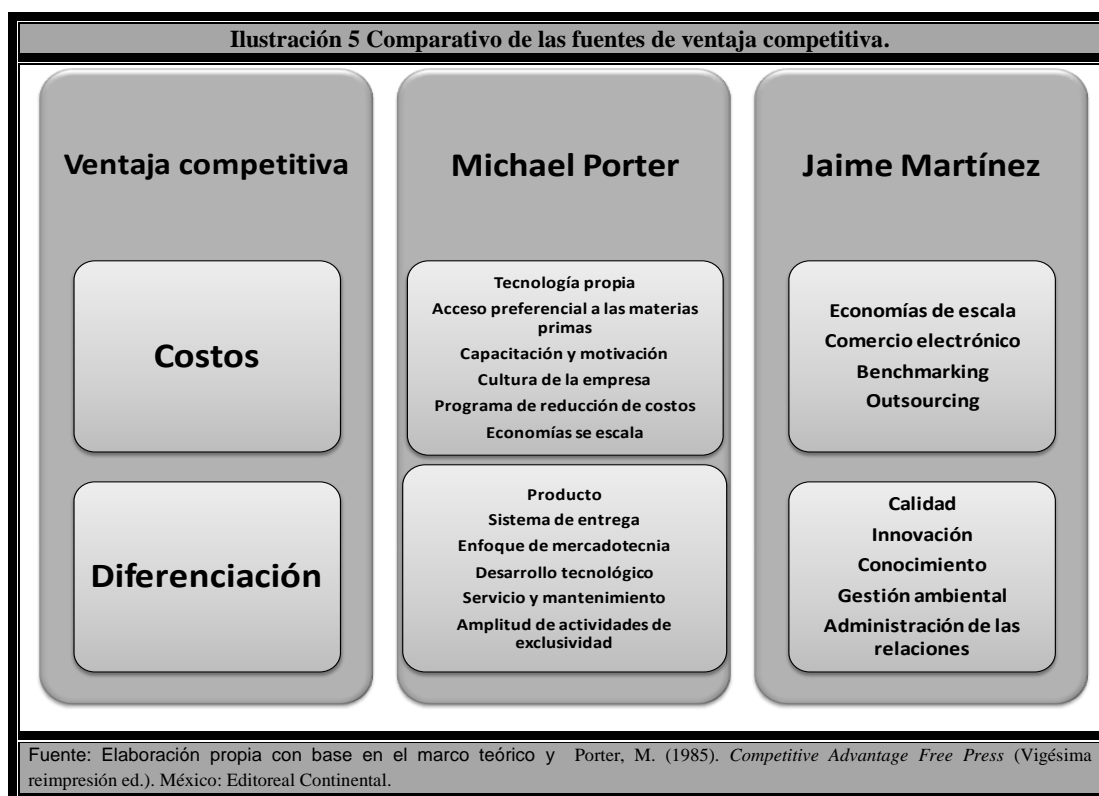 Ilustración 5 Comparativo de las fuentes de ventaja competitiva.
Ventaja competitiva
Costos
Diferenciación
Michael Porter
Tecnología propia
Acceso preferencial a las materias
primas
Capacitación y motivación
Cultura de la empresa
Programa de reducción de costos
Economías se escala
Producto
Sistema de entrega
Enfoque de mercadotecnia
Desarrollo tecnológico
Servicio y mantenimiento
Amplitud de actividades de
exclusividad
Jaime Martínez
Economías de escala
Comercio electrónico
Benchmarking
Outsourcing
Calidad
Innovación
Conocimiento
Gestión ambiental
Administración de las
relaciones
Fuente: Elaboración propia con base en el marco teórico y Porter, M. (1985). Competitive Advantage Free Press (Vigésima
reimpresión ed.). México: Editoreal Continental.